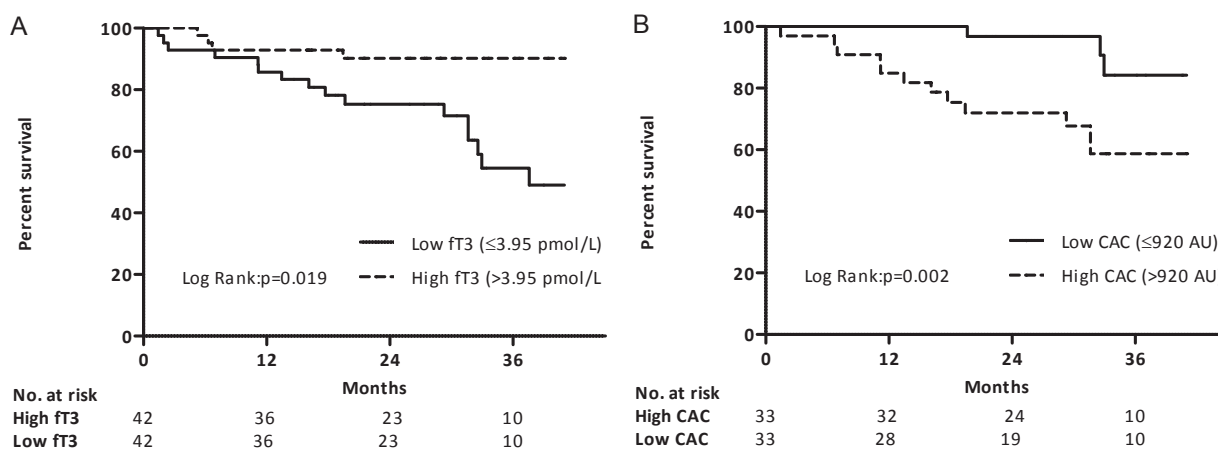 A
Percent survival
100
80
60
40
20
0
Low fT3 (≤3.95 pmol/L)
High fT3 (>3.95 pmol/L
Log Rank:p=0.019
0 12 24 36
Months
No. at risk
High fT3 42 36 23 10
Low fT3 42 36 23 10
B
Percent survival
100
80
60
40
20
0
Low CAC (≤920 AU)
High CAC (>920 AU
Log Rank:p=0.002
0 12 24 36
Months
No. at risk
High CAC 33 32 24 10
Low CAC 33 28 19 10